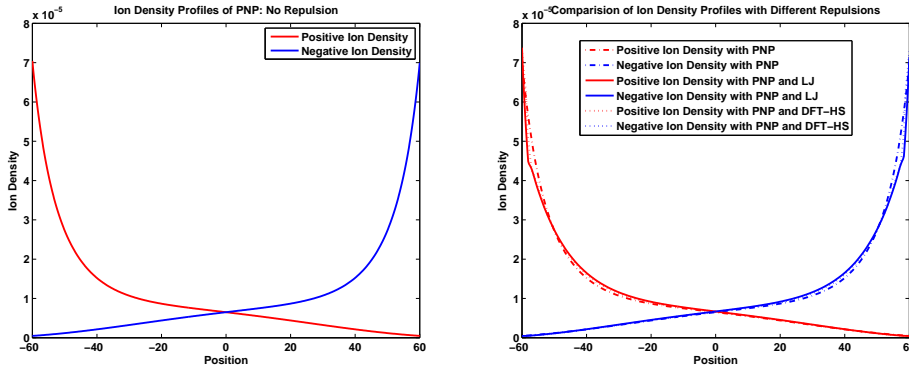 Ion Density Profiles of PNP: No Repulsion
8 x 10⁻⁵
7
6
5
4
3
2
1
0
Ion Density
Positive Ion Density
Negative Ion Density
−60 −40 −20 0 20 40 60
Position
Comparision of Ion Density Profiles with Different Repulsions
8 x 10⁻⁵
7
6
5
4
3
2
1
0
Ion Density
Positive Ion Density with PNP
Negative Ion Density with PNP
Positive Ion Density with PNP and LJ
Negative Ion Density with PNP and LJ
Positive Ion Density with PNP and DFT−HS
Negative Ion Density with PNP and DFT−HS
−60 −40 −20 0 20 40 60
Position